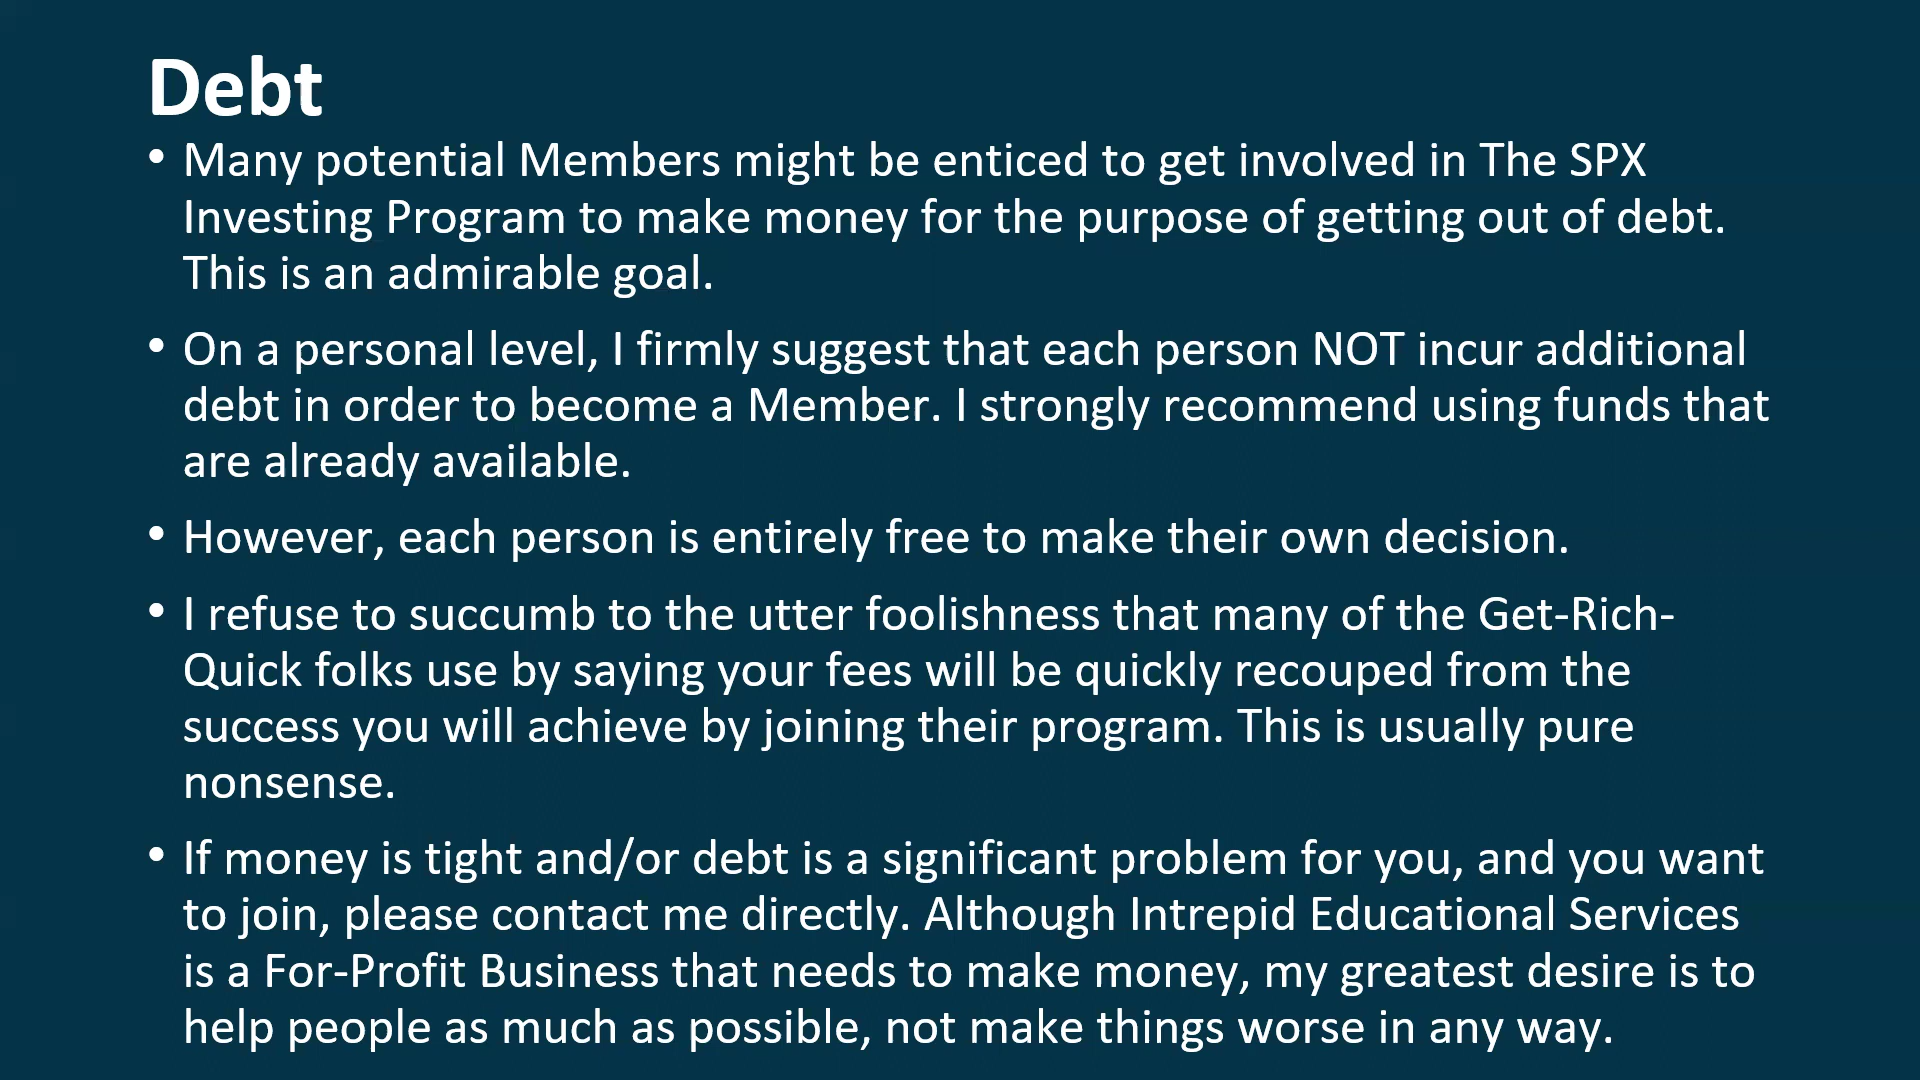 Debt
• Many potential Members might be enticed to get involved in The SPX
Investing Program to make money for the purpose of getting out of debt.
This is an admirable goal.
• On a personal level, I firmly suggest that each person NOT incur additional
debt in order to become a Member. I strongly recommend using funds that
are already available.
• However, each person is entirely free to make their own decision.
• I refuse to succumb to the utter foolishness that many of the Get-Rich-
Quick folks use by saying your fees will be quickly recouped from the
success you will achieve by joining their program. This is usually pure
nonsense.
• If money is tight and/or debt is a significant problem for you, and you want
to join, please contact me directly. Although Intrepid Educational Services
is a For-Profit Business that needs to make money, my greatest desire is to
help people as much as possible, not make things worse in any way.